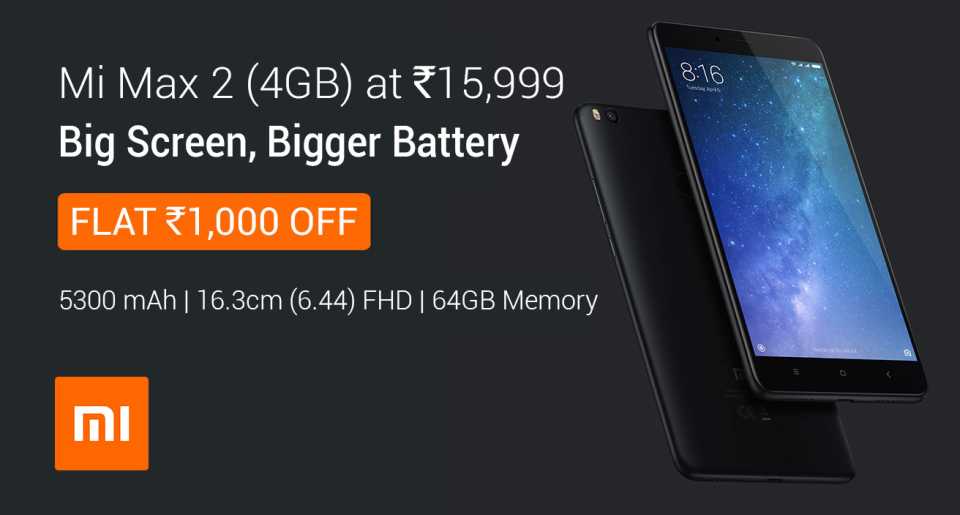 Mi Max 2 (4GB) at ₹15,999
Big Screen, Bigger Battery
FLAT ₹1,000 OFF
5300 mAh | 16.3cm (6.44) FHD | 64GB Memory
mi
8:16